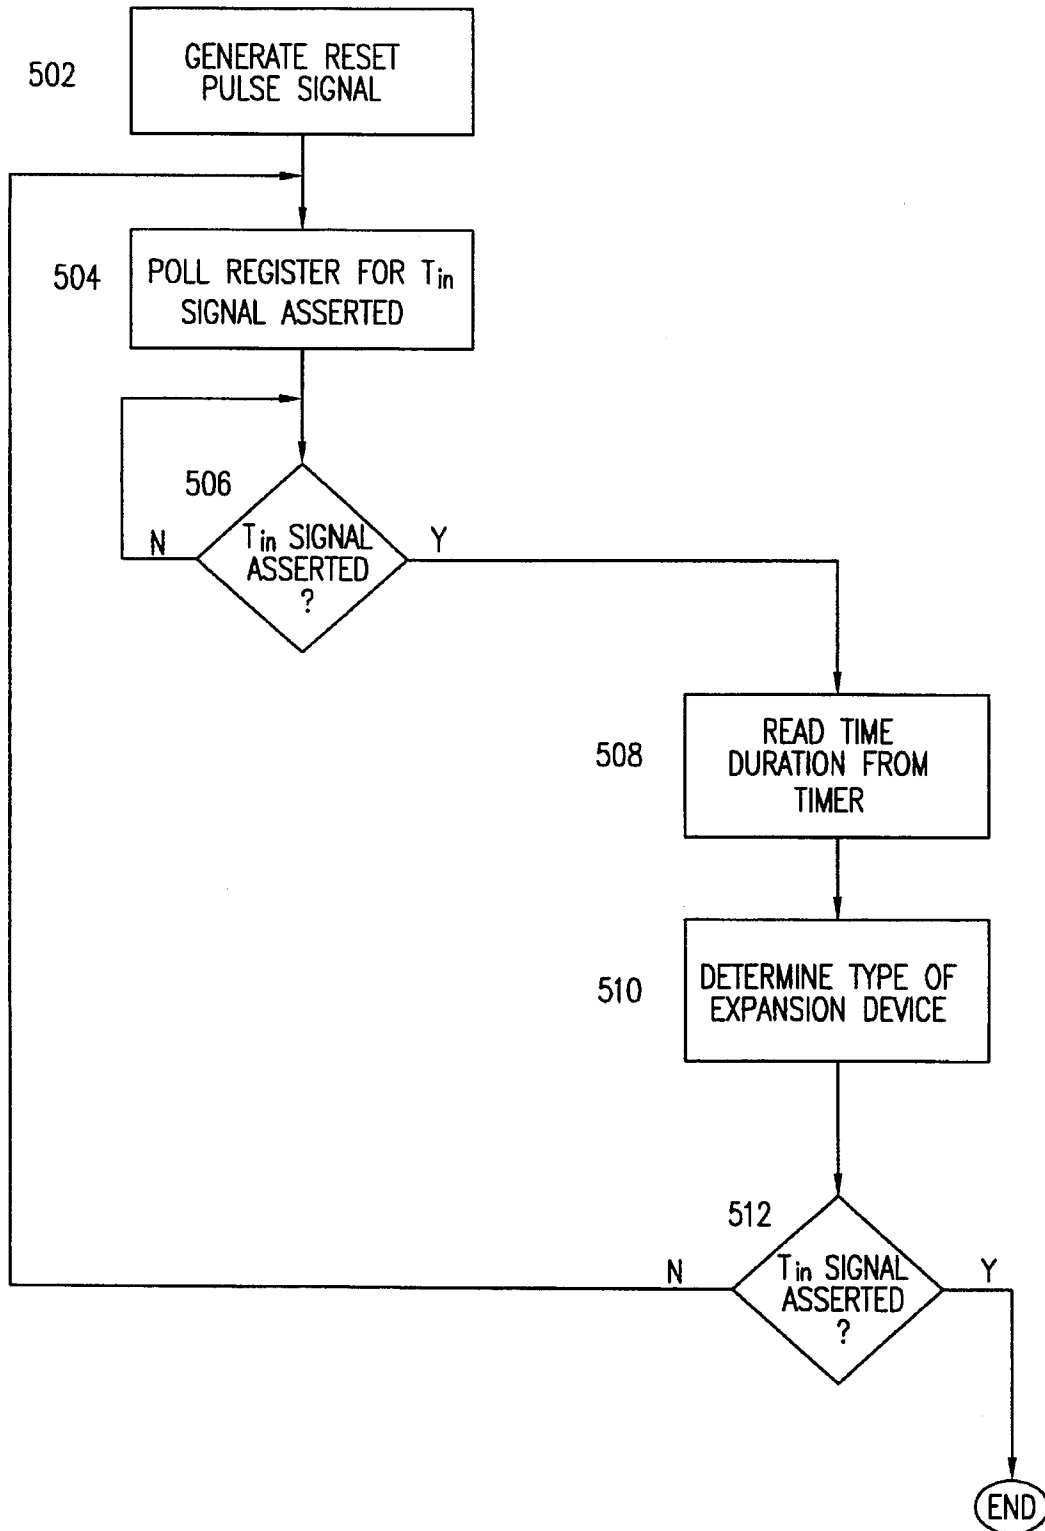 502
GENERATE RESET
PULSE SIGNAL
504
POLL REGISTER FOR Tin
SIGNAL ASSERTED
506
N
Tin SIGNAL
ASSERTED
?
Y
508
READ TIME
DURATION FROM
TIMER
510
DETERMINE TYPE OF
EXPANSION DEVICE
512
N
Tin SIGNAL
ASSERTED
?
Y
END